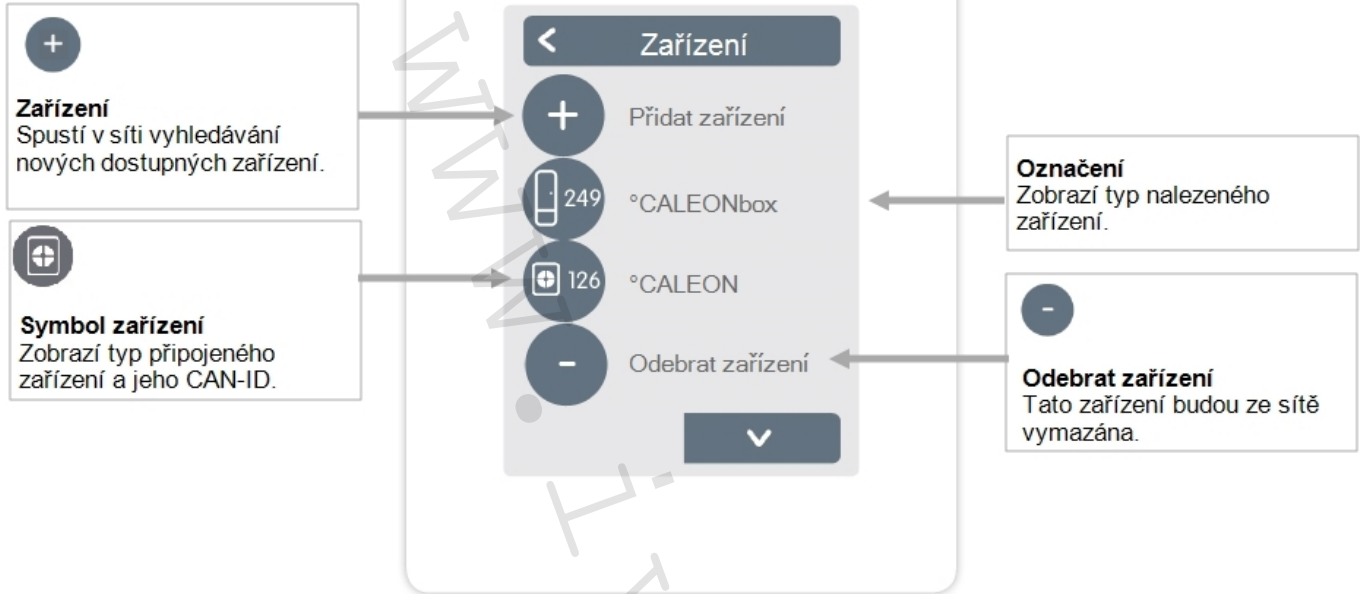 +
Zařízení
Spustí v síti vyhledávání
nových dostupných zařízení.
Symbol zařízení
Zobrazí typ připojeného
zařízení a jeho CAN-ID.
< Zařízení
+ Přidat zařízení
249 °CALEONbox
126 °CALEON
- Odebrat zařízení
Označení
Zobrazí typ nalezeného
zařízení.
-
Odebrat zařízení
Tato zařízení budou ze sítě
vymazána.
www.i